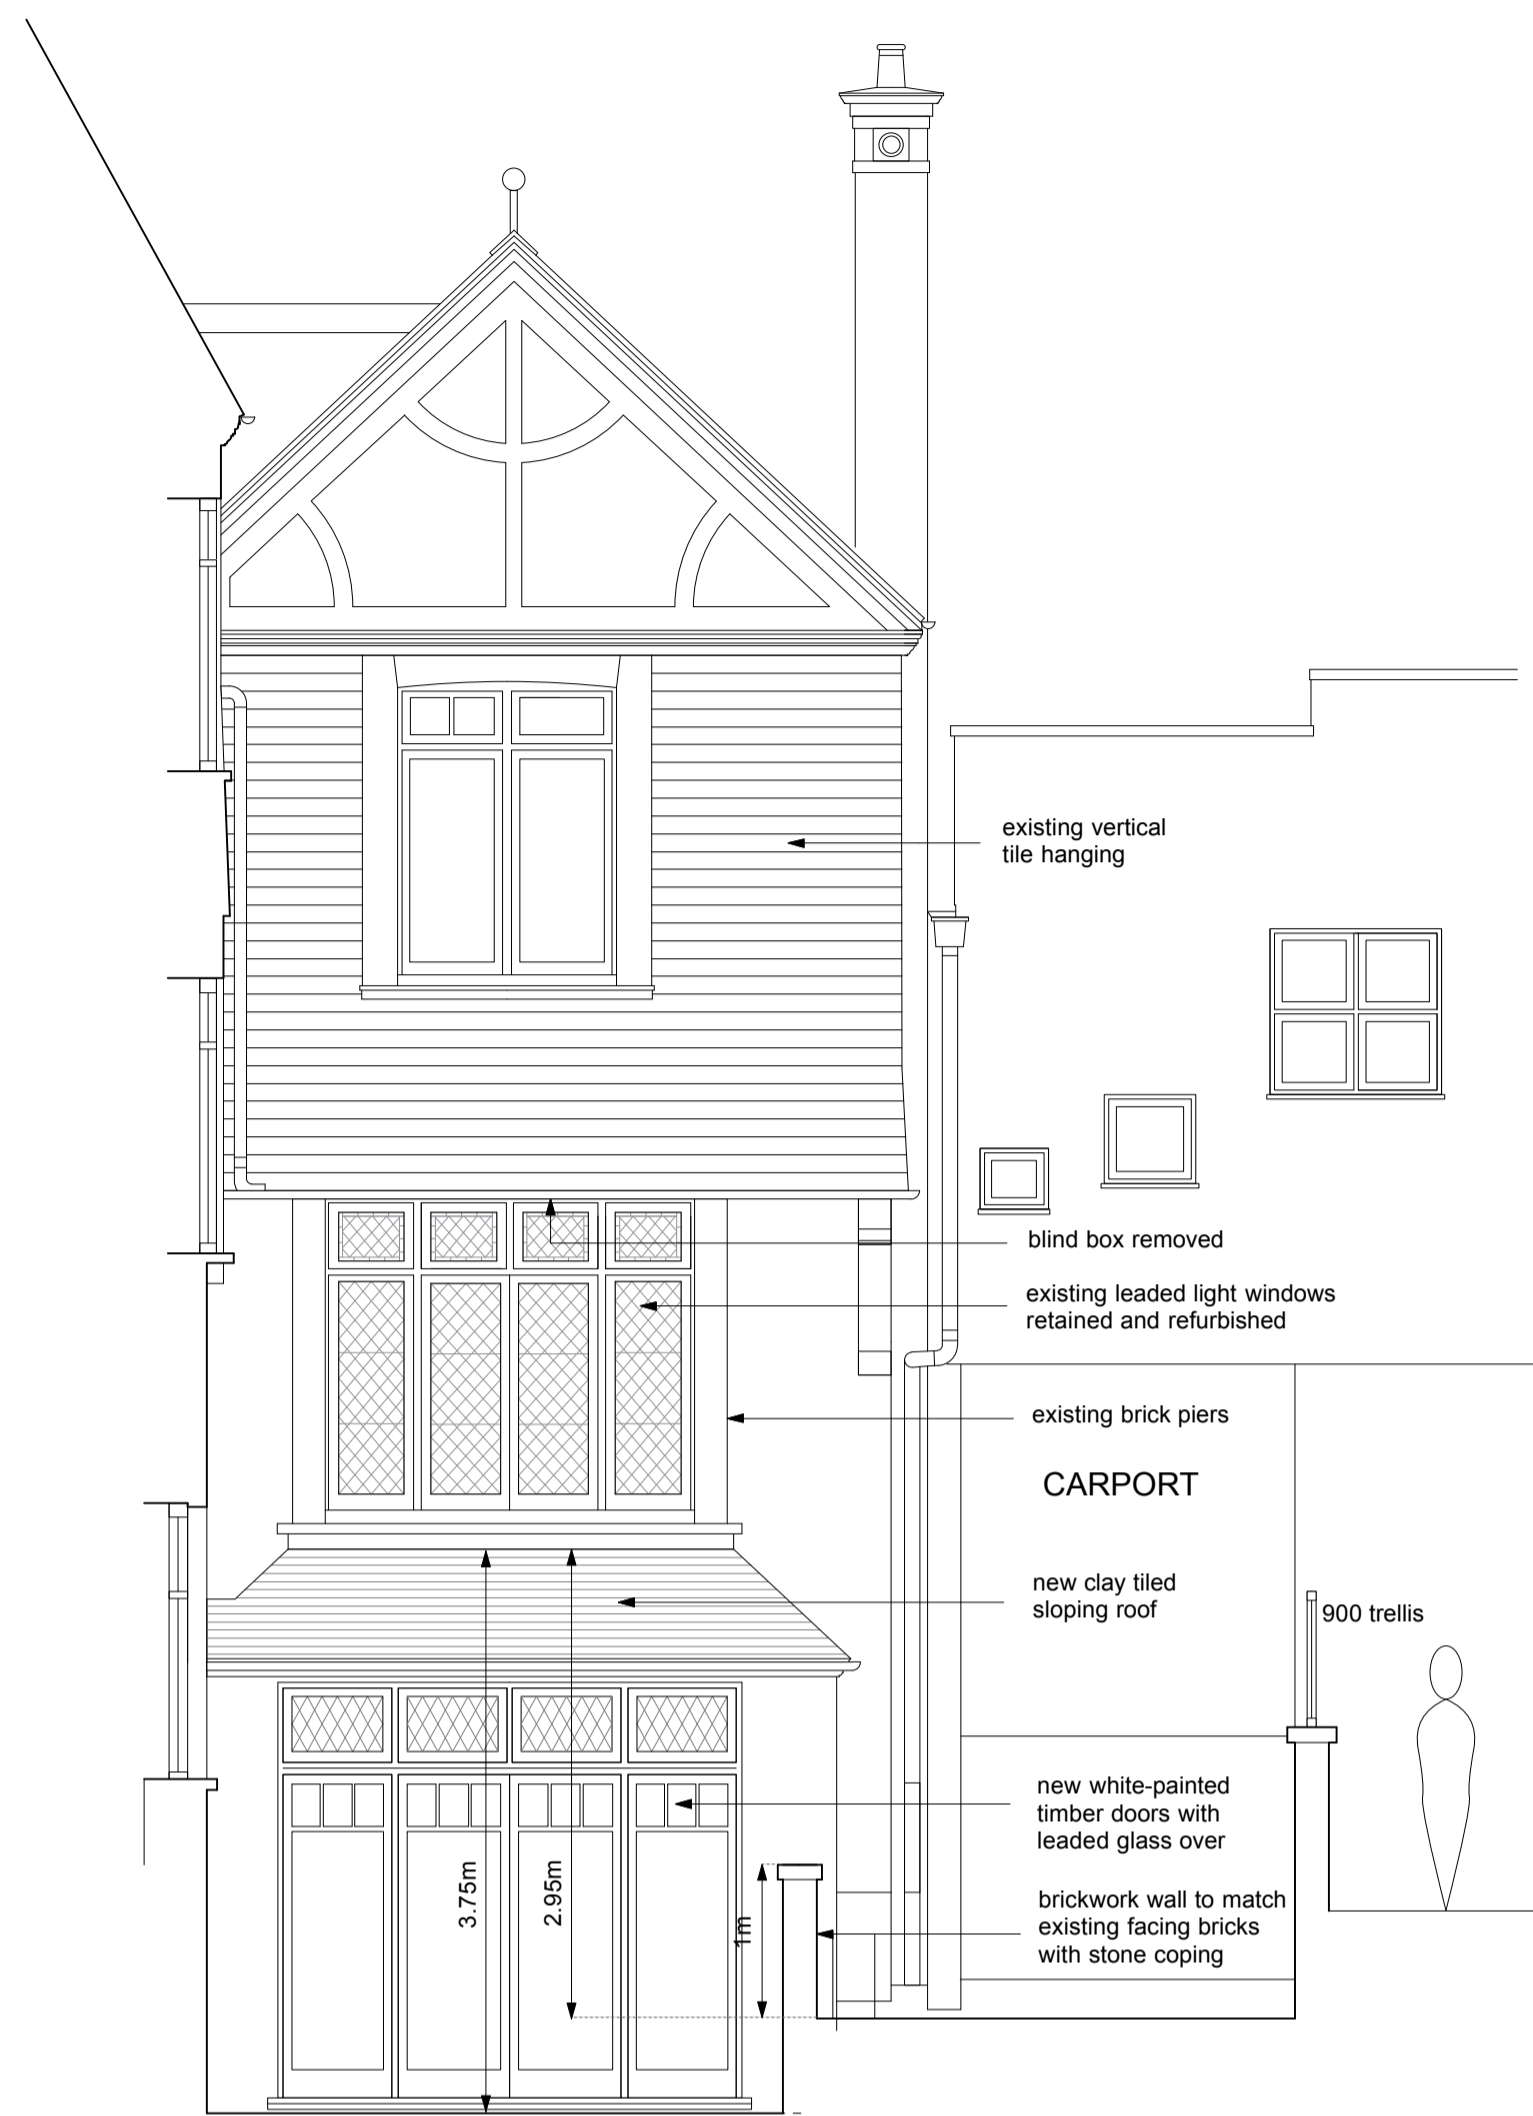 existing vertical
tile hanging
blind box removed
existing leaded light windows
retained and refurbished
existing brick piers
CARPORT
new clay tiled
sloping roof
900 trellis
new white-painted
timber doors with
leaded glass over
3.75m
2.95m
1m
brickwork wall to match
existing facing bricks
with stone coping